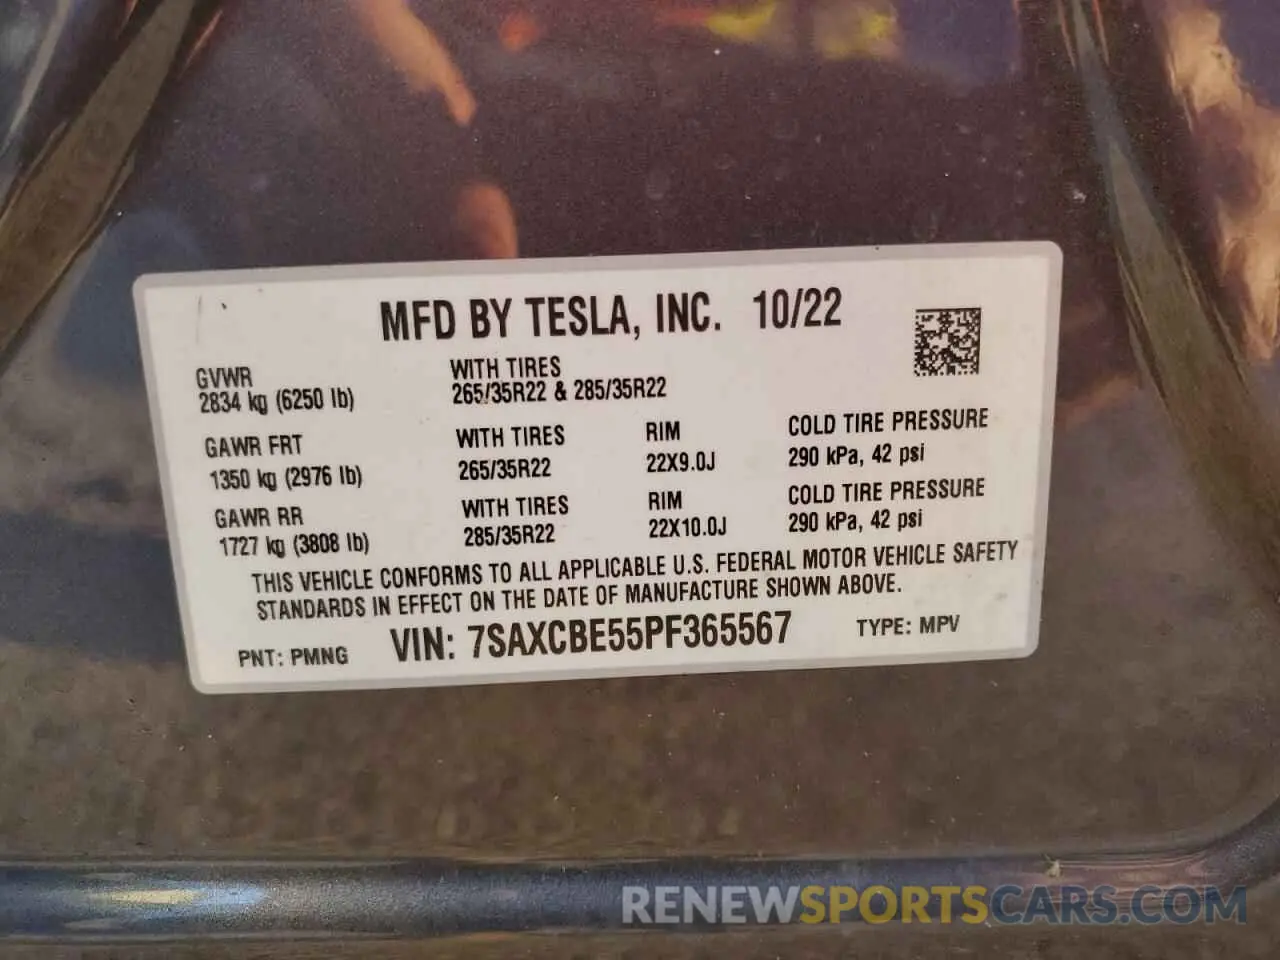 MFD BY TESLA, INC. 10/22
GVWR WITH TIRES
2834 kg (6250 lb) 265/35R22 & 285/35R22
GAWR FRT WITH TIRES RIM COLD TIRE PRESSURE
1350 kg (2976 lb) 265/35R22 22X9.0J 290 kPa, 42 psi
GAWR RR WITH TIRES RIM COLD TIRE PRESSURE
1727 kg (3808 lb) 285/35R22 22X10.0J 290 kPa, 42 psi
THIS VEHICLE CONFORMS TO ALL APPLICABLE U.S. FEDERAL MOTOR VEHICLE SAFETY
STANDARDS IN EFFECT ON THE DATE OF MANUFACTURE SHOWN ABOVE.
PNT: PMNG VIN: 7SAXCBE55PF365567 TYPE: MPV
RENEWSPORTSCARS.COM